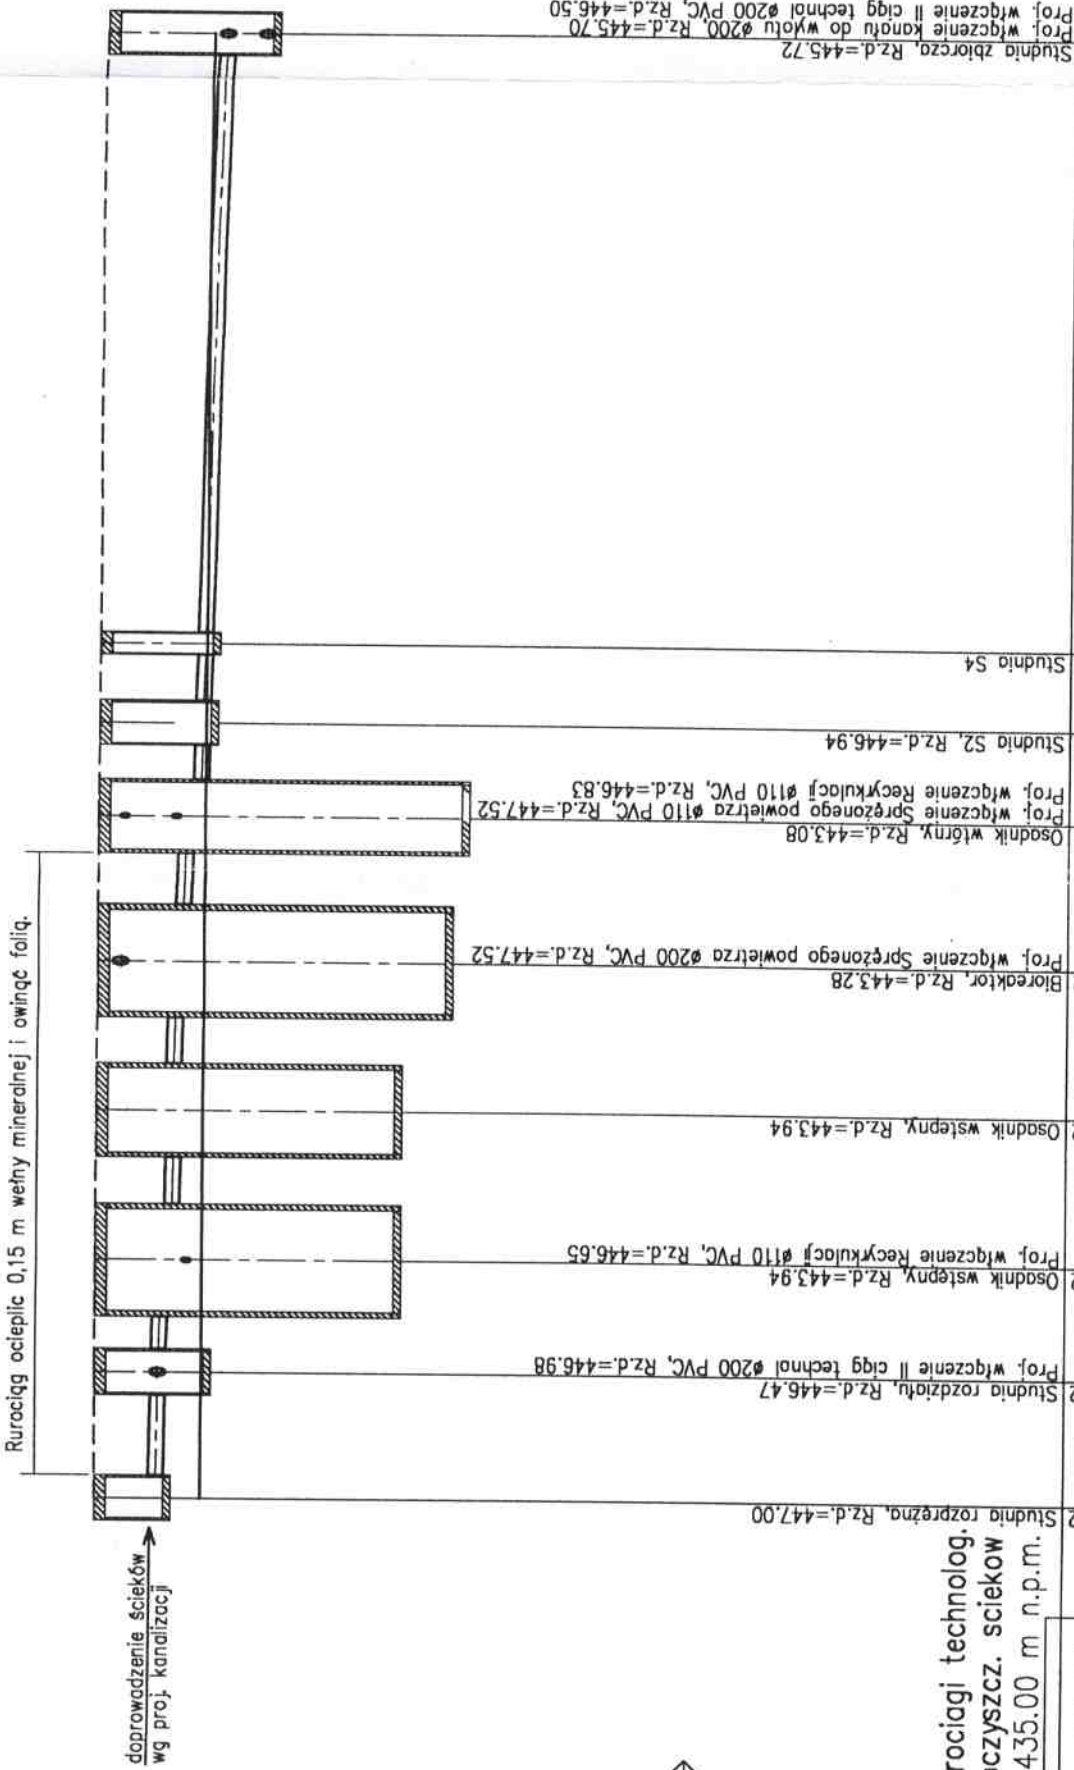 Rurociąg ocieplic 0,15 m wełny mineralnej i owinąć folią.
doprowadzenie ścieków
wg proj. kanalizacji
Studnia rozprężna, Rz.d.=447.00
Studnia rozdziału, Rz.d.=446.47
Proj. włączenie II ciąg technol ø200 PVC, Rz.d.=446.98
Osadnik wstępny, Rz.d.=443.94
Proj. włączenie Recyrkulacji ø110 PVC, Rz.d.=446.65
Osadnik wstepny, Rz.d.=443.94
Bioreaktor, Rz.d.=443.28
Proj. włączenie Sprężonego powietrza ø200 PVC, Rz.d.=447.52
Osadnik wtórny, Rz.d.=443.08
Proj. włączenie Sprężonego powietrza ø110 PVC, Rz.d.=447.52
Proj. włączenie Recyrkulacji ø110 PVC, Rz.d.=446.83
Studnia S2, Rz.d.=446.94
Studnia S4
Studnia zbiorcza, Rz.d.=445.72
Proj. włączenie kanału do wylotu ø200, Rz.d.=445.70
Proj. włączenie II ciąg technol ø200 PVC, Rz.d.=446.50
rociagi technolog.
czyszcz. sciekow
435.00 m n.p.m.